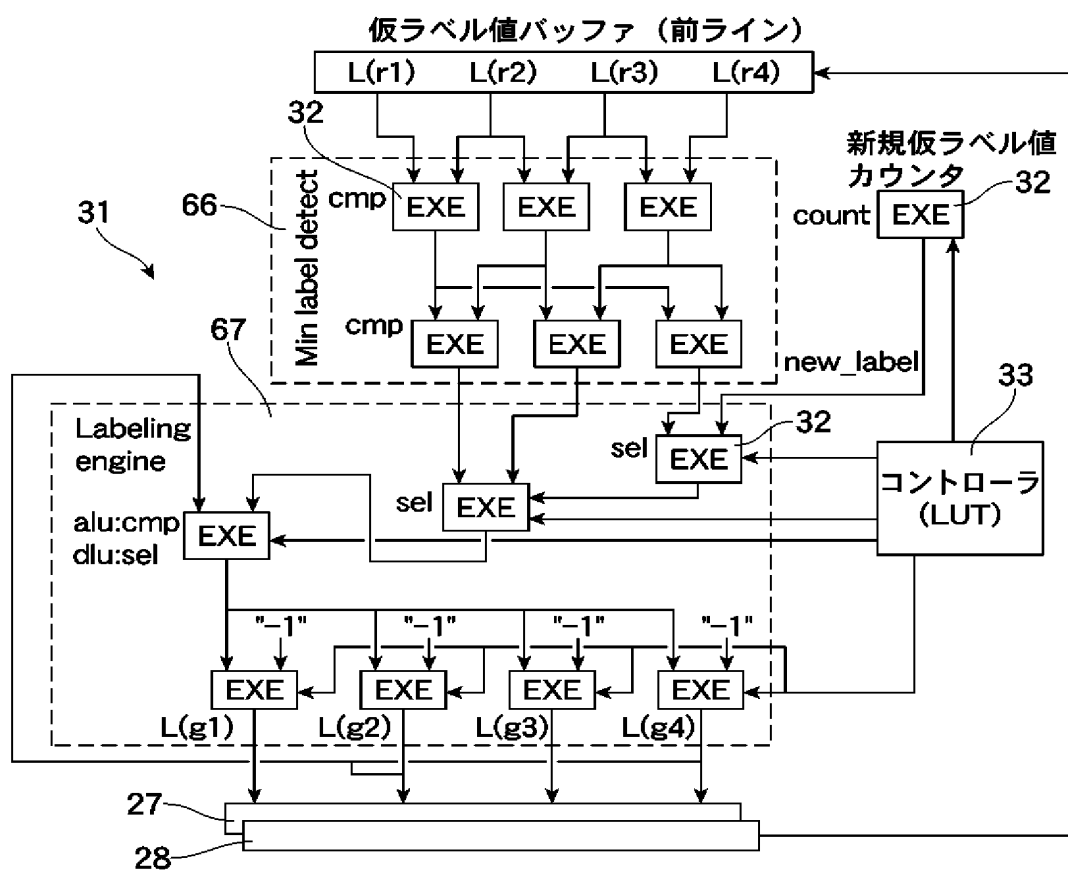 仮ラベル値バッファ（前ライン）
L(r1) L(r2) L(r3) L(r4)
32
新規仮ラベル値
カウンタ
32
66
Min label detect
cmp
EXE
EXE
EXE
count
EXE
31
cmp
EXE
EXE
EXE
67
new_label
33
Labeling
engine
sel
EXE
32
コントローラ
(LUT)
sel
EXE
alu:cmp
dlu:sel
EXE
"−1" "−1" "−1" "−1"
EXE
EXE
EXE
EXE
L(g1) L(g2) L(g3) L(g4)
27
28